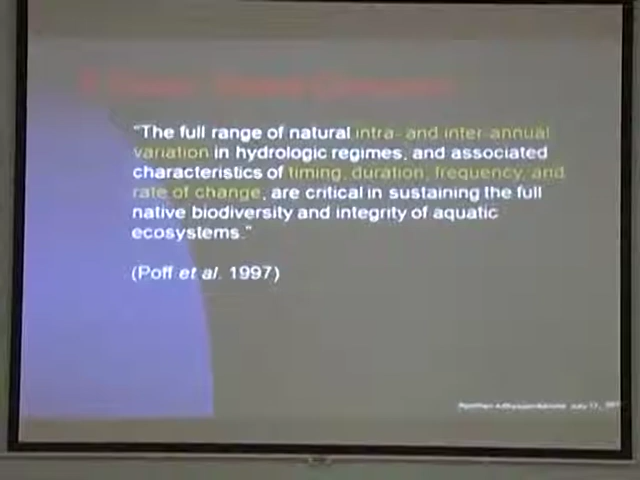 "The full range of natural intra- and inter-annual
variation in hydrologic regimes, and associated
characteristics of timing, duration, frequency, and
rate of change, are critical in sustaining the full
native biodiversity and integrity of aquatic
ecosystems."
(Poff et al. 1997)